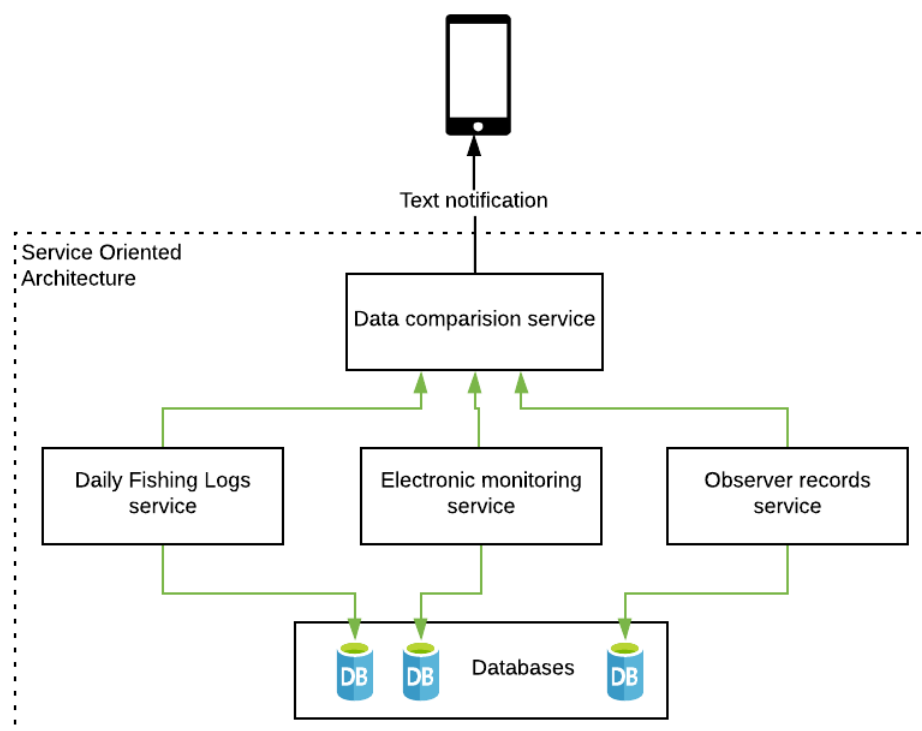 Text notification
Service Oriented
Architecture
Data comparision service
Daily Fishing Logs
service
Electronic monitoring
service
Observer records
service
DB
DB
Databases
DB